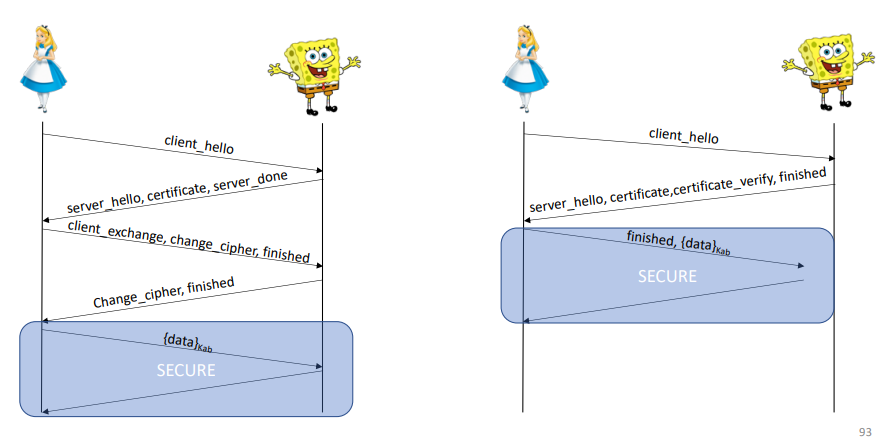 client_hello
server_hello, certificate, server_done
client_exchange, change_cipher, finished
Change_cipher, finished
{data}Kab
SECURE
client_hello
server_hello, certificate,certificate_verify, finished
finished, {data}Kab
SECURE
93